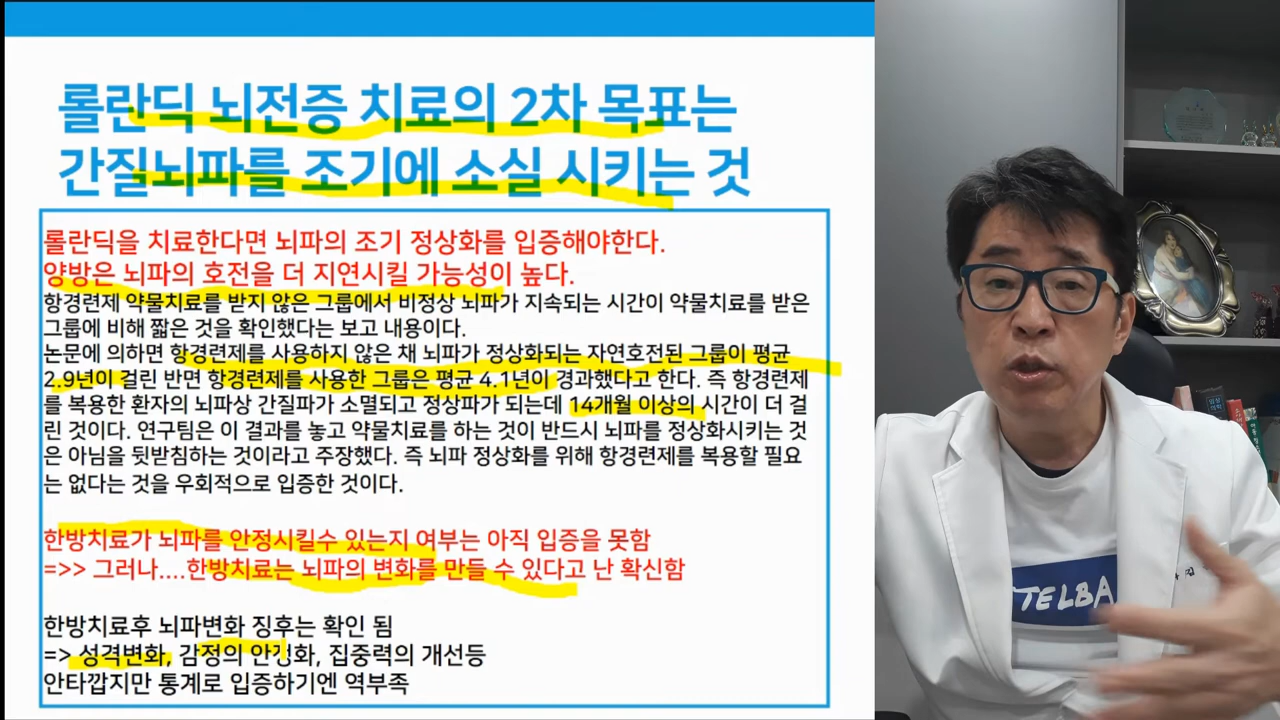 롤란딕 뇌전증 치료의 2차 목표는
간질뇌파를 조기에 소실 시키는 것
롤란딕을 치료한다면 뇌파의 조기 정상화를 입증해야한다.
양방은 뇌파의 호전을 더 지연시킬 가능성이 높다.
항경련제 약물치료를 받지 않은 그룹에서 비정상 뇌파가 지속되는 시간이 약물치료를 받은
그룹에 비해 짧은 것을 확인했다는 보고 내용이다.
논문에 의하면 항경련제를 사용하지 않은 채 뇌파가 정상화되는 자연호전된 그룹이 평균
2.9년이 걸린 반면 항경련제를 사용한 그룹은 평균 4.1년이 경과했다고 한다. 즉 항경련제
를 복용한 환자의 뇌파상 간질파가 소멸되고 정상파가 되는데 14개월 이상의 시간이 더 걸
린 것이다. 연구팀은 이 결과를 놓고 약물치료를 하는 것이 반드시 뇌파를 정상화시키는 것
은 아님을 뒷받침하는 것이라고 주장했다. 즉 뇌파 정상화를 위해 항경련제를 복용할 필요
는 없다는 것을 우회적으로 입증한 것이다.
한방치료가 뇌파를 안정시킬수 있는지 여부는 아직 입증을 못함
=>> 그러나....한방치료는 뇌파의 변화를 만들 수 있다고 난 확신함
한방치료후 뇌파변화 징후는 확인 됨
=> 성격변화, 감정의 안정화, 집중력의 개선등
안타깝지만 통계로 입증하기엔 역부족
TELBA